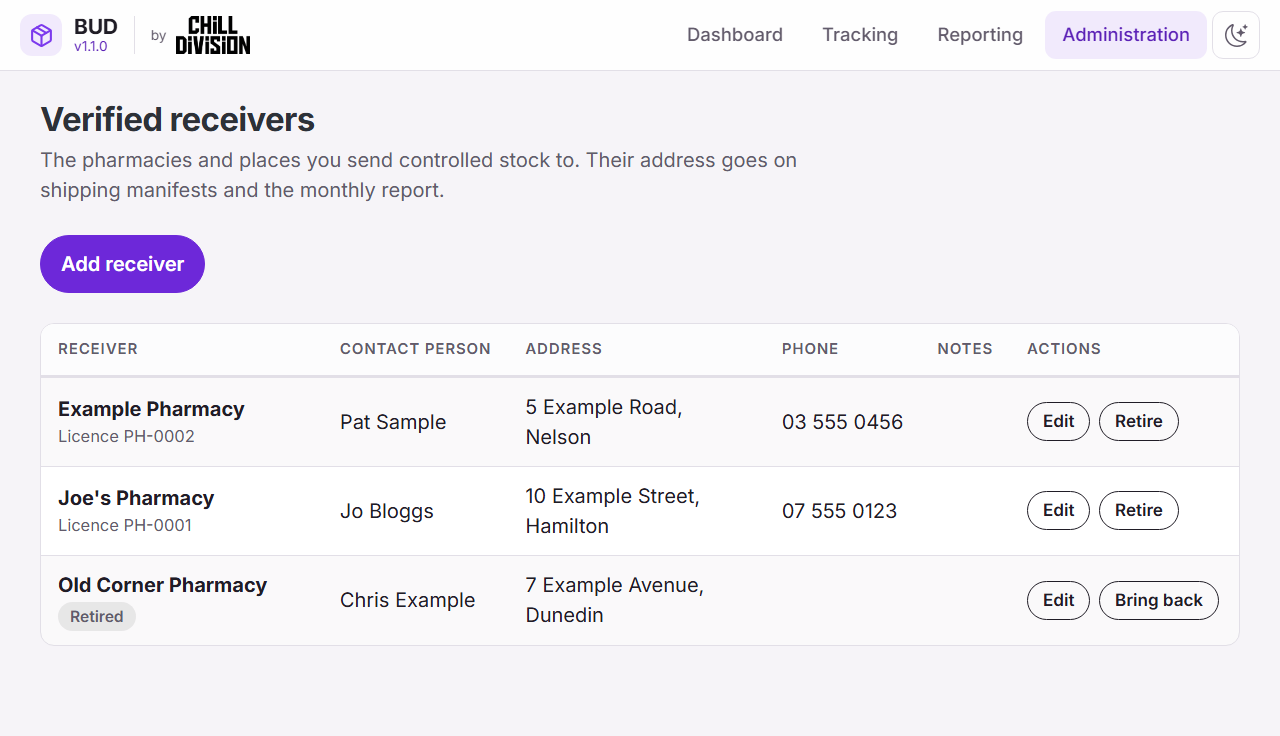 BUD
v1.1.0
by
CHiLL
DiViSiON
Dashboard
Tracking
Reporting
Administration
Verified receivers
The pharmacies and places you send controlled stock to. Their address goes on
shipping manifests and the monthly report.
Add receiver
RECEIVER CONTACT PERSON ADDRESS PHONE NOTES ACTIONS
Example Pharmacy
Licence PH-0002
Pat Sample
5 Example Road,
Nelson
03 555 0456
Edit
Retire
Joe's Pharmacy
Licence PH-0001
Jo Bloggs
10 Example Street,
Hamilton
07 555 0123
Edit
Retire
Old Corner Pharmacy
Retired
Chris Example
7 Example Avenue,
Dunedin
Edit
Bring back